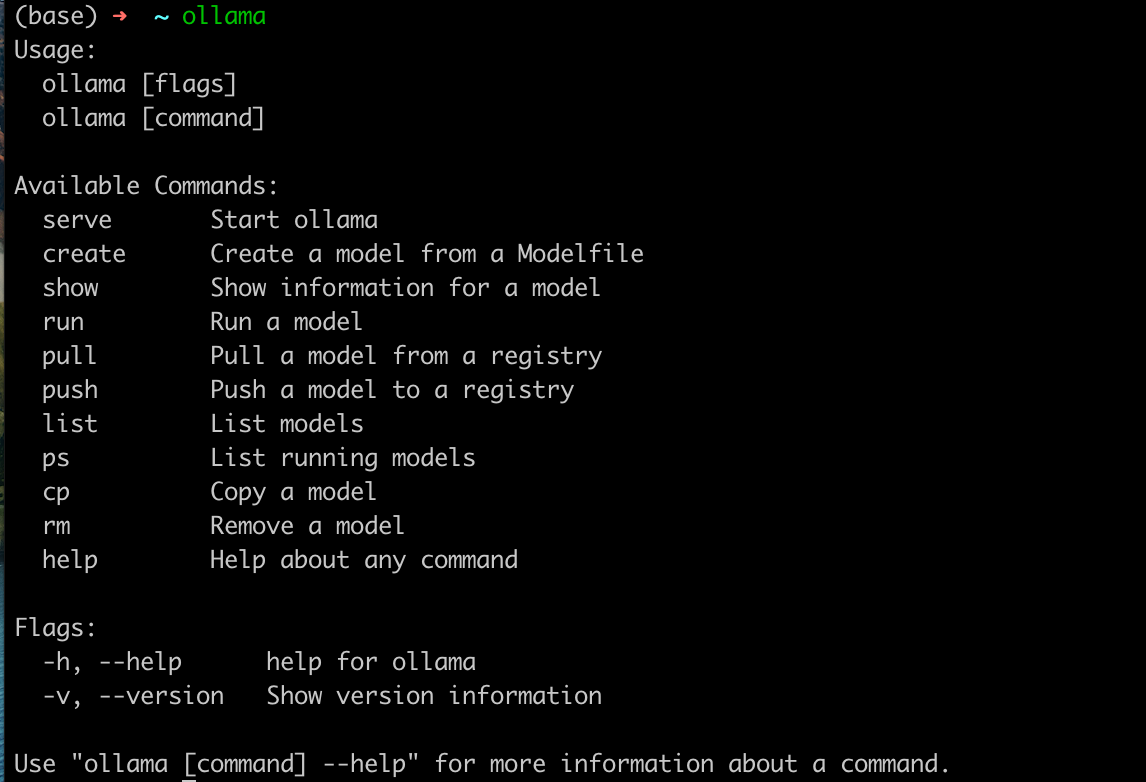 (base) ➜  ~ ollama
Usage:
  ollama [flags]
  ollama [command]

Available Commands:
  serve       Start ollama
  create      Create a model from a Modelfile
  show        Show information for a model
  run         Run a model
  pull        Pull a model from a registry
  push        Push a model to a registry
  list        List models
  ps          List running models
  cp          Copy a model
  rm          Remove a model
  help        Help about any command

Flags:
  -h, --help      help for ollama
  -v, --version   Show version information

Use "ollama [command] --help" for more information about a command.